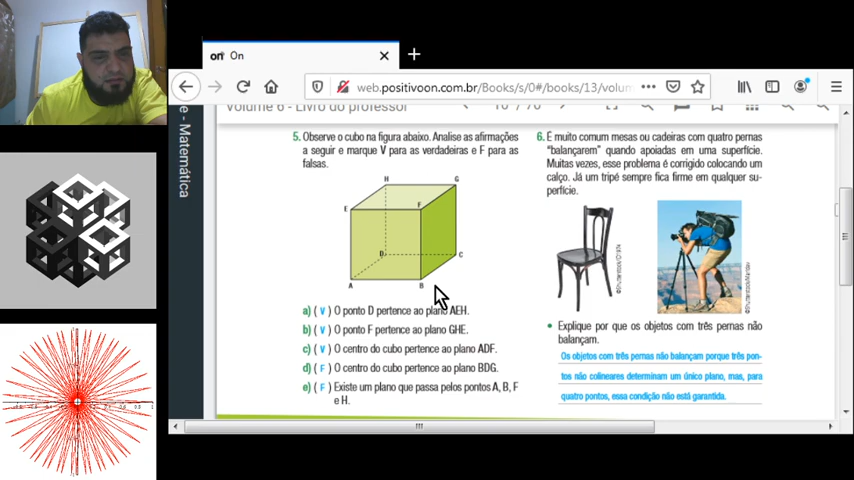 On
On
web.positivoon.com.br/Books/s/0#/books/13/volum
Volume 6 - Livro do professor
e - Matemática
5. Observe o cubo na figura abaixo. Analise as afirmações
a seguir e marque V para as verdadeiras e F para as
falsas.
H
G
E
F
D
C
A
B
a) ( V ) O ponto D pertence ao plano AEH.
b) ( V ) O ponto F pertence ao plano GHE.
c) ( V ) O centro do cubo pertence ao plano ADF.
d) ( F ) O centro do cubo pertence ao plano BDG.
e) ( F ) Existe um plano que passa pelos pontos A, B, F
e H.
6. É muito comum mesas ou cadeiras com quatro pernas
"balançarem" quando apoiadas em uma superfície.
Muitas vezes, esse problema é corrigido colocando um
calço. Já um tripé sempre fica firme em qualquer su-
perfície.
• Explique por que os objetos com três pernas não
balançam.
Os objetos com três pernas não balançam porque três pon-
tos não colineares determinam um único plano, mas, para
quatro pontos, essa condição não está garantida.